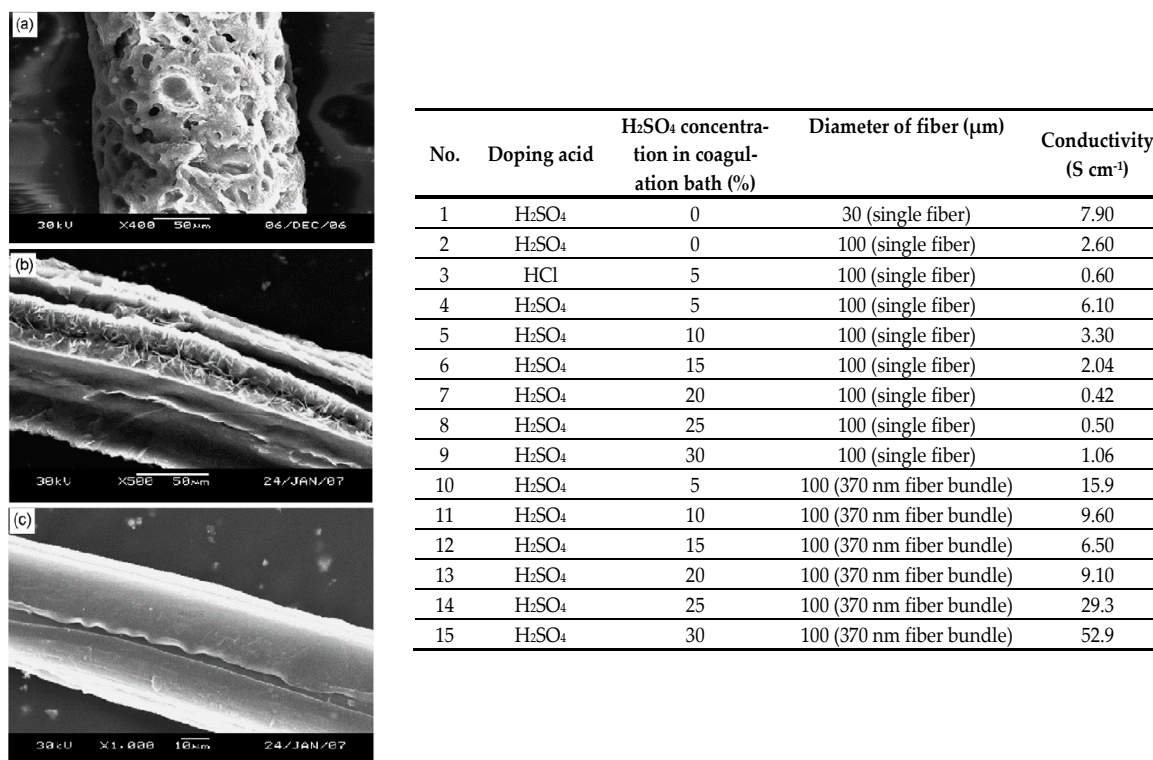 (a)
30kV X400 50µm 06/DEC/06
(b)
30kV X500 50µm 24/JAN/07
(c)
30kV X1,000 10µm 24/JAN/07
No. Doping acid H₂SO₄ concentra-
tion in coagul-
ation bath (%) Diameter of fiber (µm) Conductivity
(S cm⁻¹)
1 H₂SO₄ 0 30 (single fiber) 7.90
2 H₂SO₄ 0 100 (single fiber) 2.60
3 HCl 5 100 (single fiber) 0.60
4 H₂SO₄ 5 100 (single fiber) 6.10
5 H₂SO₄ 10 100 (single fiber) 3.30
6 H₂SO₄ 15 100 (single fiber) 2.04
7 H₂SO₄ 20 100 (single fiber) 0.42
8 H₂SO₄ 25 100 (single fiber) 0.50
9 H₂SO₄ 30 100 (single fiber) 1.06
10 H₂SO₄ 5 100 (370 nm fiber bundle) 15.9
11 H₂SO₄ 10 100 (370 nm fiber bundle) 9.60
12 H₂SO₄ 15 100 (370 nm fiber bundle) 6.50
13 H₂SO₄ 20 100 (370 nm fiber bundle) 9.10
14 H₂SO₄ 25 100 (370 nm fiber bundle) 29.3
15 H₂SO₄ 30 100 (370 nm fiber bundle) 52.9